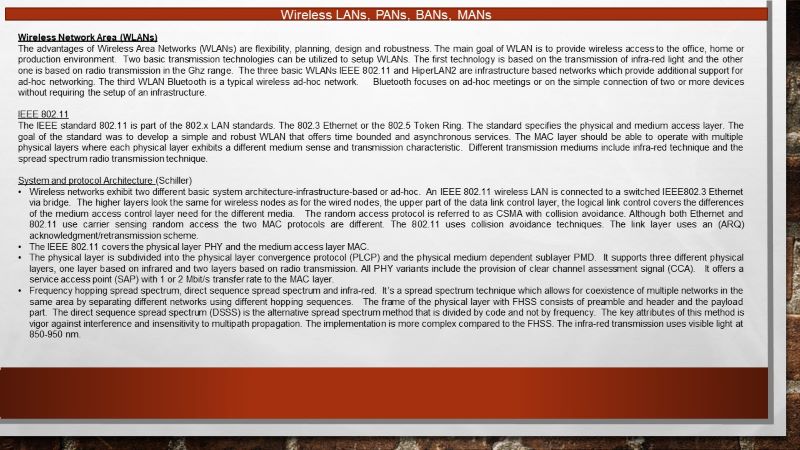 Wireless LANs, PANs, BANs, MANs
Wireless Network Area (WLANs)
The advantages of Wireless Area Networks (WLANs) are flexibility, planning, design and robustness. The main goal of WLAN is to provide wireless access to the office, home or
production environment. Two basic transmission technologies can be utilized to setup WLANs. The first technology is based on the transmission of infra-red light and the other
one is based on radio transmission in the Ghz range. The three basic WLANs IEEE 802.11 and HiperLAN2 are infrastructure based networks which provide additional support for
ad-hoc networking. The third WLAN Bluetooth is a typical wireless ad-hoc network. Bluetooth focuses on ad-hoc meetings or on the simple connection of two or more devices
without requiring the setup of an infrastructure.
IEEE 802.11
The IEEE standard 802.11 is part of the 802.x LAN standards. The 802.3 Ethernet or the 802.5 Token Ring. The standard specifies the physical and medium access layer. The
goal of the standard was to develop a simple and robust WLAN that offers time bounded and asynchronous services. The MAC layer should be able to operate with multiple
physical layers where each physical layer exhibits a different medium sense and transmission characteristic. Different transmission mediums include infra-red technique and the
spread spectrum radio transmission technique.
System and protocol Architecture (Schiller)
• Wireless networks exhibit two different basic system architecture-infrastructure-based or ad-hoc. An IEEE 802.11 wireless LAN is connected to a switched IEEE802.3 Ethernet
via bridge. The higher layers look the same for wireless nodes as for the wired nodes, the upper part of the data link control layer, the logical link control covers the differences
of the medium access control layer need for the different media. The random access protocol is referred to as CSMA with collision avoidance. Although both Ethernet and
802.11 use carrier sensing random access the two MAC protocols are different. The 802.11 uses collision avoidance techniques. The link layer uses an (ARQ)
acknowledgment/retransmission scheme.
• The IEEE 802.11 covers the physical layer PHY and the medium access layer MAC.
• The physical layer is subdivided into the physical layer convergence protocol (PLCP) and the physical medium dependent sublayer PMD. It supports three different physical
layers, one layer based on infrared and two layers based on radio transmission. All PHY variants include the provision of clear channel assessment signal (CCA). It offers a
service access point (SAP) with 1 or 2 Mbit/s transfer rate to the MAC layer.
• Frequency hopping spread spectrum, direct sequence spread spectrum and infra-red. It's a spread spectrum technique which allows for coexistence of multiple networks in the
same area by separating different networks using different hopping sequences. The frame of the physical layer with FHSS consists of preamble and header and the payload
part. The direct sequence spread spectrum (DSSS) is the alternative spread spectrum method that is divided by code and not by frequency. The key attributes of this method is
vigor against interference and insensitivity to multipath propagation. The implementation is more complex compared to the FHSS. The infra-red transmission uses visible light at
850-950 nm.